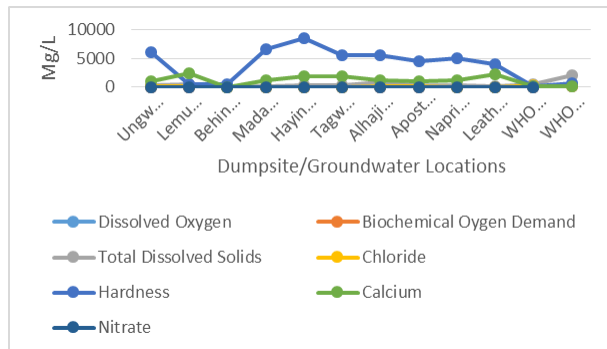 10000
5000
0
Mg/L
Ungw...
Lemu...
Behin...
Mada...
Hayin...
Tagw...
Alhaji...
Apost...
Napri...
Leath...
WHO...
WHO...
Dumpsite/Groundwater Locations
Dissolved Oxygen
Biochemical Oygen Demand
Total Dissolved Solids
Chloride
Hardness
Calcium
Nitrate